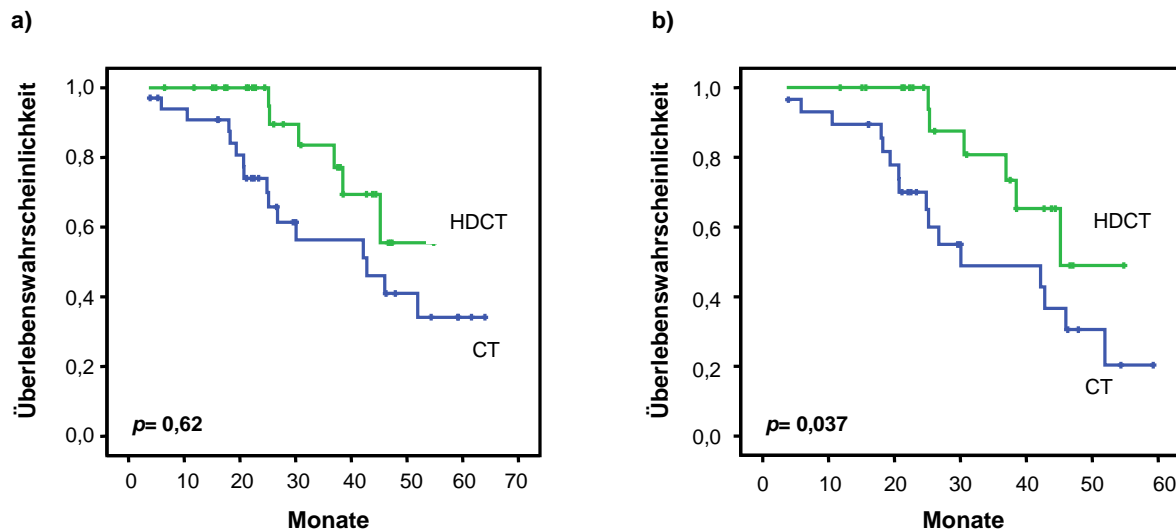 a)
Überlebenswahrscheinlichkeit
1,0
0,8
0,6
0,4
0,2
0,0
HDCT
CT
p= 0,62
0 10 20 30 40 50 60 70
Monate
b)
Überlebenswahrscheinlichkeit
1,0
0,8
0,6
0,4
0,2
0,0
HDCT
CT
p= 0,037
0 10 20 30 40 50 60
Monate